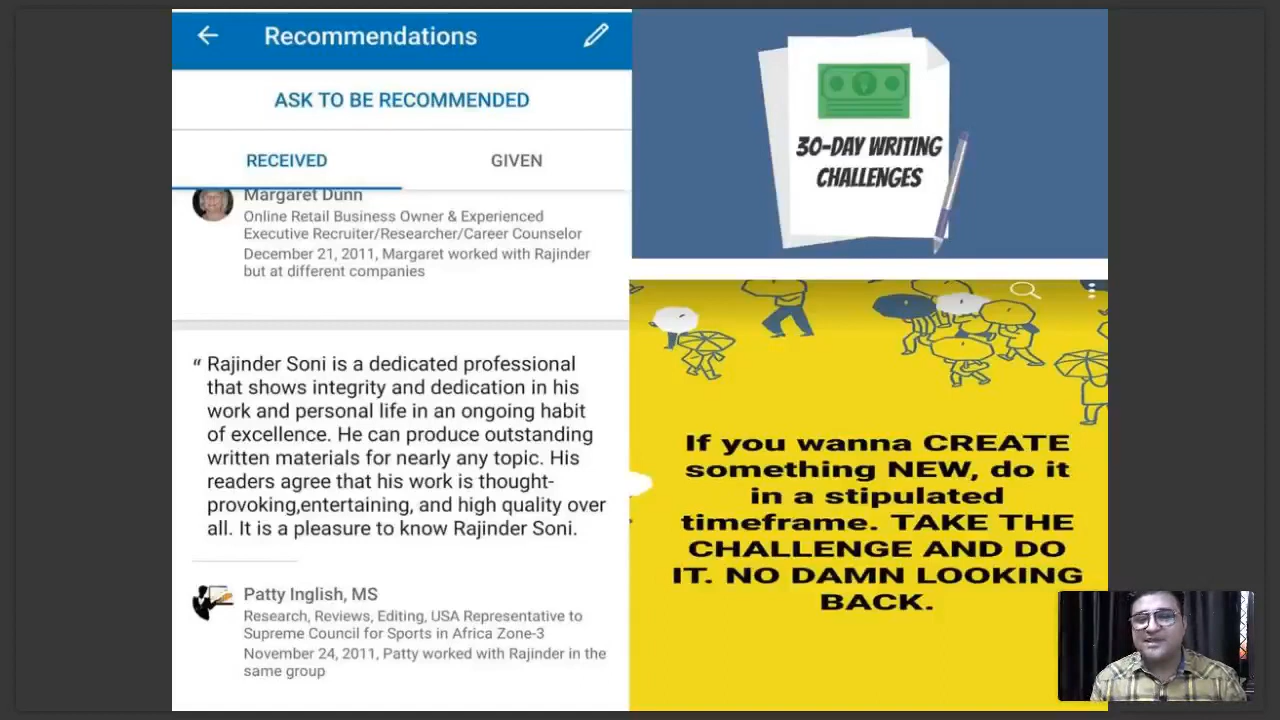 Recommendations
ASK TO BE RECOMMENDED
RECEIVED
GIVEN
Margaret Dunn
Online Retail Business Owner & Experienced
Executive Recruiter/Researcher/Career Counselor
December 21, 2011, Margaret worked with Rajinder
but at different companies
“ Rajinder Soni is a dedicated professional
that shows integrity and dedication in his
work and personal life in an ongoing habit
of excellence. He can produce outstanding
written materials for nearly any topic. His
readers agree that his work is thought-
provoking,entertaining, and high quality over
all. It is a pleasure to know Rajinder Soni.
Patty Inglish, MS
Research, Reviews, Editing, USA Representative to
Supreme Council for Sports in Africa Zone-3
November 24, 2011, Patty worked with Rajinder in the
same group
30-DAY WRITING
CHALLENGES
If you wanna CREATE
something NEW, do it
in a stipulated
timeframe. TAKE THE
CHALLENGE AND DO
IT. NO DAMN LOOKING
BACK.